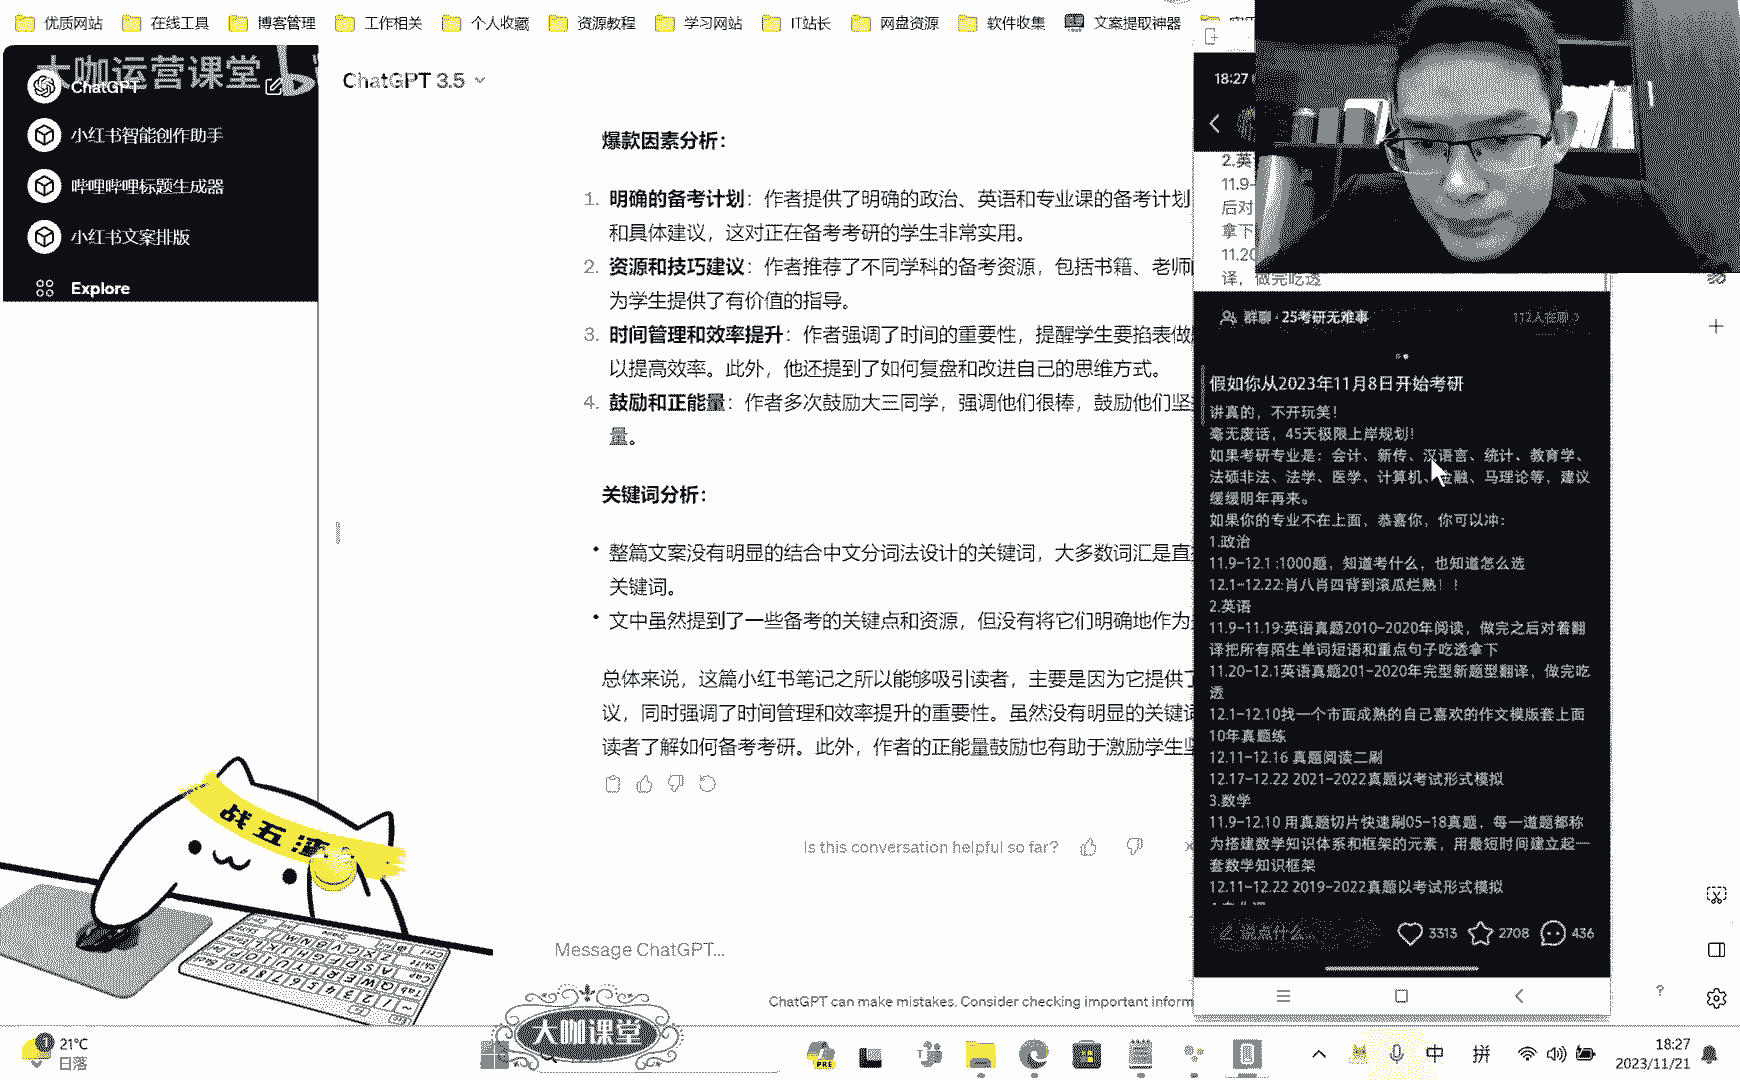 优质网站 在线工具 博客管理 工作相关 个人收藏 资源教程 学习网站 IT站长 网盘资源 软件收集 文案提取神器
大咖运营课堂
ChatGPT
小红书智能创作助手
哔哩哔哩标题生成器
小红书文案排版
Explore
ChatGPT 3.5
爆款因素分析：
1. 明确的备考计划：作者提供了明确的政治、英语和专业课的备考计划
和具体建议，这对正在备考考研的学生非常实用。
2. 资源和技巧建议：作者推荐了不同学科的备考资源，包括书籍、老师
为学生提供了有价值的指导。
3. 时间管理和效率提升：作者强调了时间的重要性，提醒学生要掐表做
以提高效率。此外，他还提到了如何复盘和改进自己的思维方式。
4. 鼓励和正能量：作者多次鼓励大三同学，强调他们很棒，鼓励他们坚
量。
关键词分析：
• 整篇文案没有明显的结合中文分词法设计的关键词，大多数词汇是直
关键词。
• 文中虽然提到了一些备考的关键点和资源，但没有将它们明确地作为
总体来说，这篇小红书笔记之所以能够吸引读者，主要是因为它提供了
议，同时强调了时间管理和效率提升的重要性。虽然没有明显的关键词
读者了解如何备考考研。此外，作者的正能量鼓励也有助于激励学生坚
Is this conversation helpful so far?
Message ChatGPT...
ChatGPT can make mistakes. Consider checking important inform
18:27
2.英
11.9-
后对
拿下
11.20
译，做完吃透
群聊 · 25考研无难事 112人在聊
假如你从2023年11月8日开始考研
讲真的，不开玩笑！
毫无废话，45天极限上岸规划！
如果考研专业是：会计、新传、汉语言、统计、教育学、
法硕非法、法学、医学、计算机、金融、马理论等，建议
缓缓明年再来。
如果你的专业不在上面，恭喜你，你可以冲：
1.政治
11.9-12.1 :1000题，知道考什么，也知道怎么选
12.1-12.22:肖八肖四背到滚瓜烂熟！！
2.英语
11.9-11.19:英语真题2010-2020年阅读，做完之后对着翻
译把所有陌生单词短语和重点句子吃透拿下
11.20-12.1英语真题201-2020年完型新题型翻译，做完吃
透
12.1-12.10找一个市面成熟的自己喜欢的作文模版套上面
10年真题练
12.11-12.16 真题阅读二刷
12.17-12.22 2021-2022真题以考试形式模拟
3.数学
11.9-12.10 用真题切片快速刷05-18真题，每一道题都称
为搭建数学知识体系和框架的元素，用最短时间建立起一
套数学知识框架
12.11-12.22 2019-2022真题以考试形式模拟
说点什么... 3313 2708 436
大咖课堂
21°C
日落
PRE
中 拼
18:27
2023/11/21